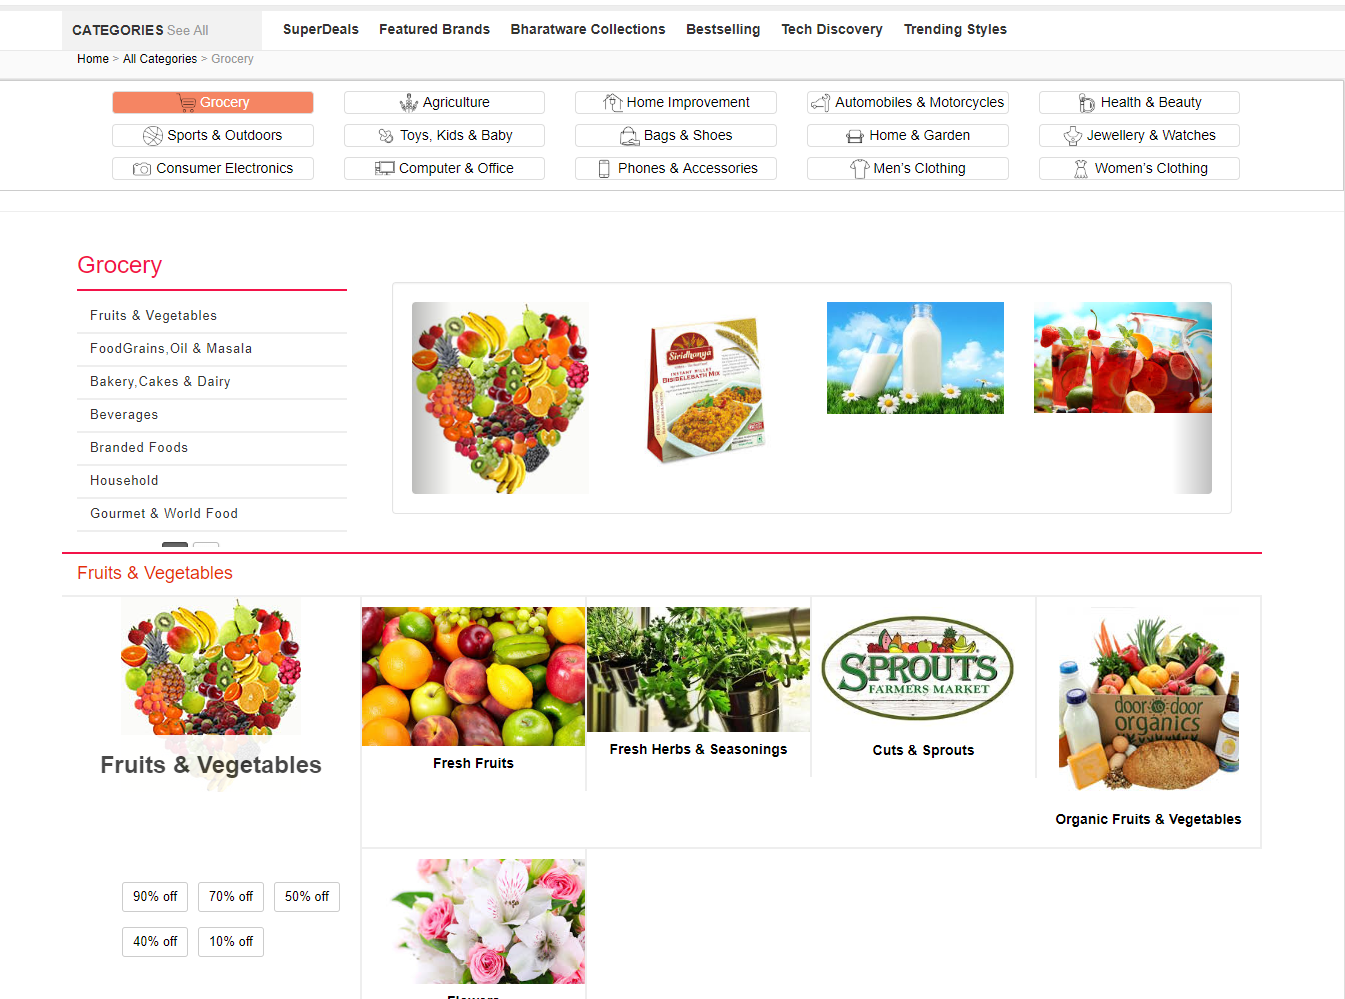 CATEGORIES See All SuperDeals Featured Brands Bharatware Collections Bestselling Tech Discovery Trending Styles
Home > All Categories > Grocery
Grocery Agriculture Home Improvement Automobiles & Motorcycles Health & Beauty
Sports & Outdoors Toys, Kids & Baby Bags & Shoes Home & Garden Jewellery & Watches
Consumer Electronics Computer & Office Phones & Accessories Men's Clothing Women's Clothing
Grocery
Fruits & Vegetables
FoodGrains,Oil & Masala
Bakery,Cakes & Dairy
Beverages
Branded Foods
Household
Gourmet & World Food
Siridhanya
INSTANT MILLET
BISIBELEBATH MIX
Fruits & Vegetables
Fruits & Vegetables
Fresh Fruits
Fresh Herbs & Seasonings
SPROUTS
FARMERS MARKET
Cuts & Sprouts
door to door
organics
Organic Fruits & Vegetables
90% off 70% off 50% off
40% off 10% off
Flowers